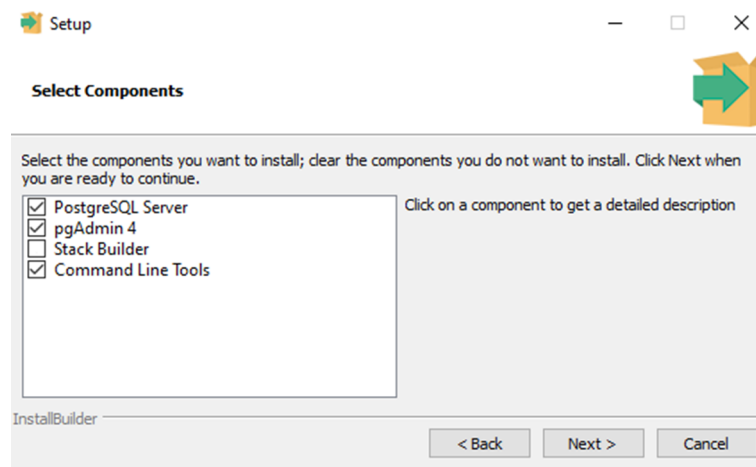 Setup
Select Components
Select the components you want to install; clear the components you do not want to install. Click Next when
you are ready to continue.
PostgreSQL Server
pgAdmin 4
Stack Builder
Command Line Tools
Click on a component to get a detailed description
InstallBuilder
< Back
Next >
Cancel